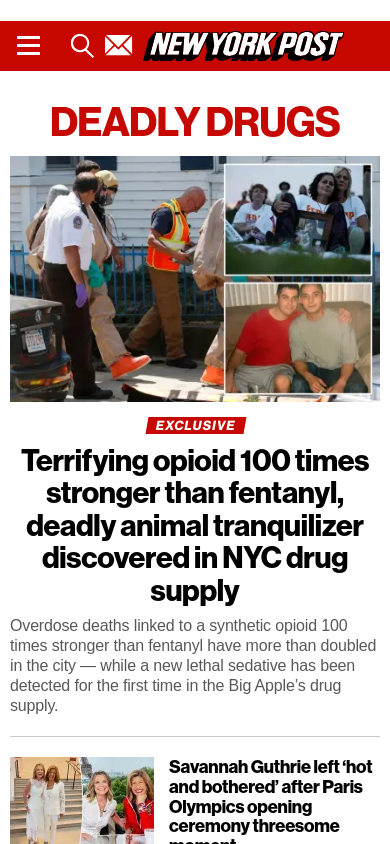 NEW YORK POST
DEADLY DRUGS
EXCLUSIVE
Terrifying opioid 100 times
stronger than fentanyl,
deadly animal tranquilizer
discovered in NYC drug
supply
Overdose deaths linked to a synthetic opioid 100
times stronger than fentanyl have more than doubled
in the city — while a new lethal sedative has been
detected for the first time in the Big Apple’s drug
supply.
Savannah Guthrie left ‘hot
and bothered’ after Paris
Olympics opening
ceremony threesome
moment